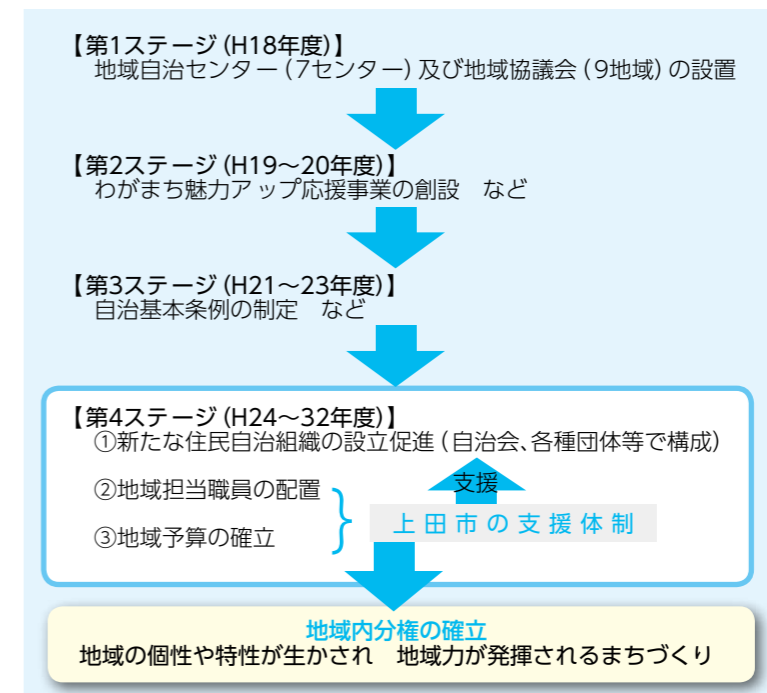 【第1ステージ(H18年度)】
地域自治センター(7センター)及び地域協議会(9地域)の設置
【第2ステージ(H19～20年度)】
わがまち魅力アップ応援事業の創設　など
【第3ステージ(H21～23年度)】
自治基本条例の制定　など
【第4ステージ(H24～32年度)】
①新たな住民自治組織の設立促進(自治会、各種団体等で構成)
②地域担当職員の配置
支援
上田市の支援体制
③地域予算の確立
地域内分権の確立
地域の個性や特性が生かされ　地域力が発揮されるまちづくり